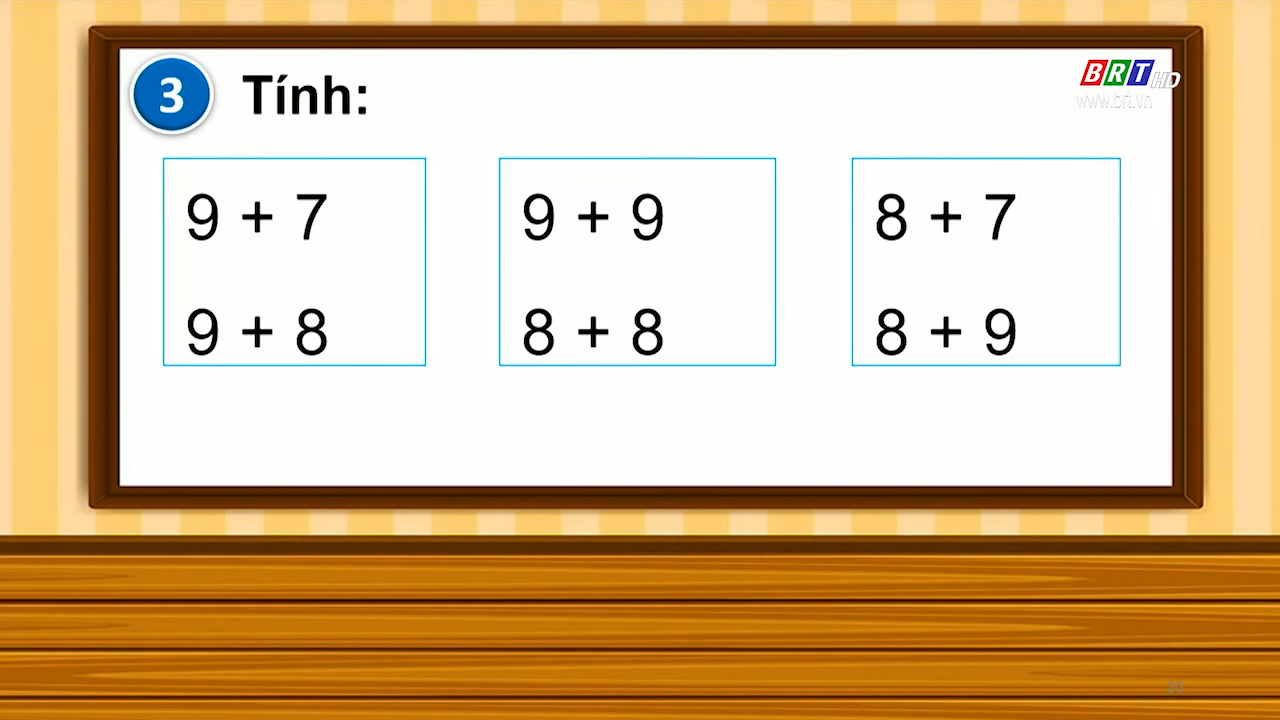 3 Tính:
BRT HD
www.brt.vn
9 + 7
9 + 8
9 + 9
8 + 8
8 + 7
8 + 9